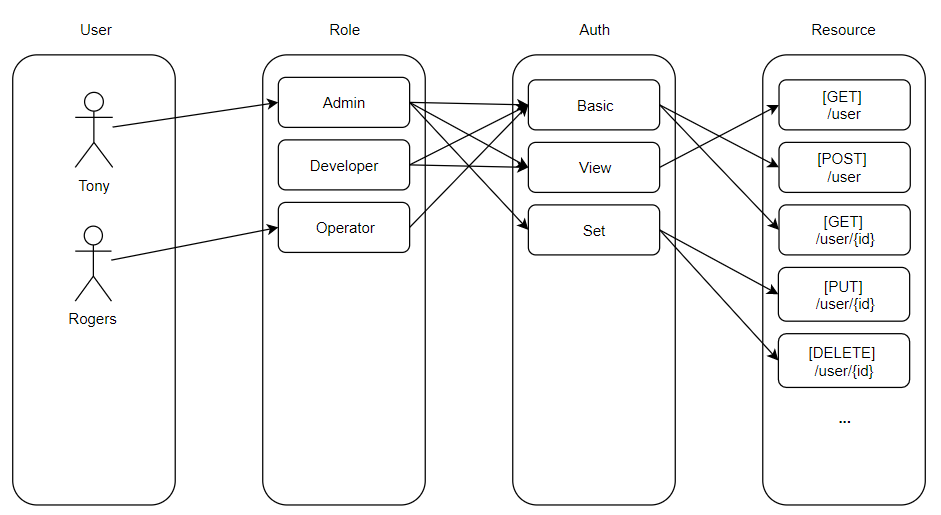 User
Role
Auth
Resource
Tony
Rogers
Admin
Developer
Operator
Basic
View
Set
[GET]
/user
[POST]
/user
[GET]
/user/{id}
[PUT]
/user/{id}
[DELETE]
/user/{id}
...